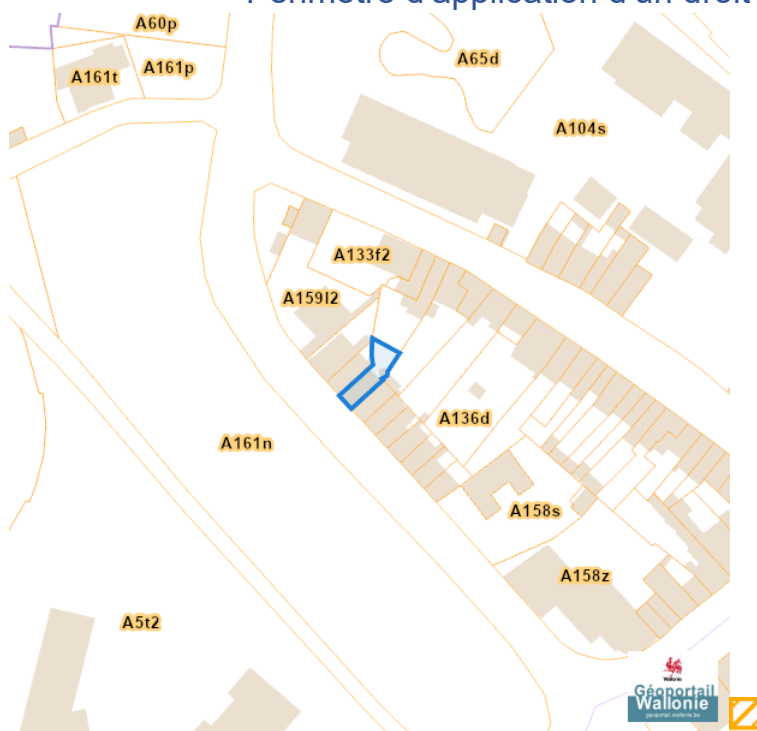 Périmètre d'application d'un droit
A60p
A161t
A161p
A65d
A104s
A133f2
A159l2
A136d
A161n
A158s
A158z
A5t2
Wallonie
Géoportail
Wallonie
geoportail.wallonie.be